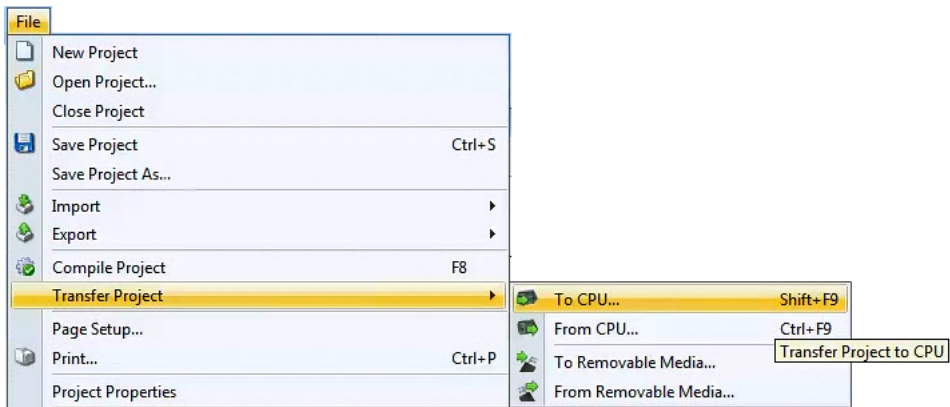 File
New Project
Open Project...
Close Project
Save Project Ctrl+S
Save Project As...
Import
Export
Compile Project F8
Transfer Project
To CPU... Shift+F9
Page Setup...
From CPU... Ctrl+F9
Transfer Project to CPU
Print... Ctrl+P
To Removable Media...
Project Properties
From Removable Media...